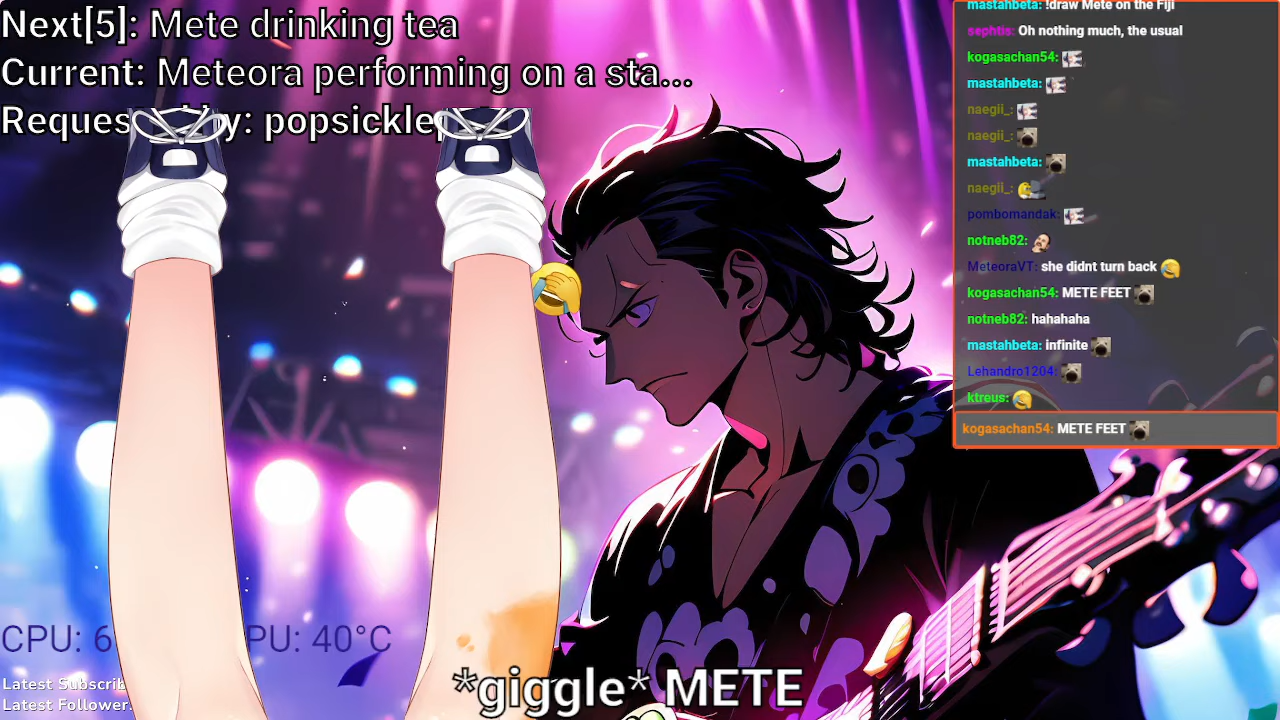 Next[5]: Mete drinking tea
Current: Meteora performing on a sta...
Reques y: popsickle
CPU: 6 PU: 40°C
Latest Subscrib
Latest Follower
*giggle* METE
mastahbeta: !draw Mete on the Fiji
sephtis: Oh nothing much, the usual
kogasachan54:
mastahbeta:
naegii_:
naegii_:
mastahbeta:
naegii_:
pombomandak:
notneb82:
MeteoraVT: she didnt turn back
kogasachan54: METE FEET
notneb82: hahahaha
mastahbeta: infinite
Lehandro1204:
ktreus:
kogasachan54: METE FEET